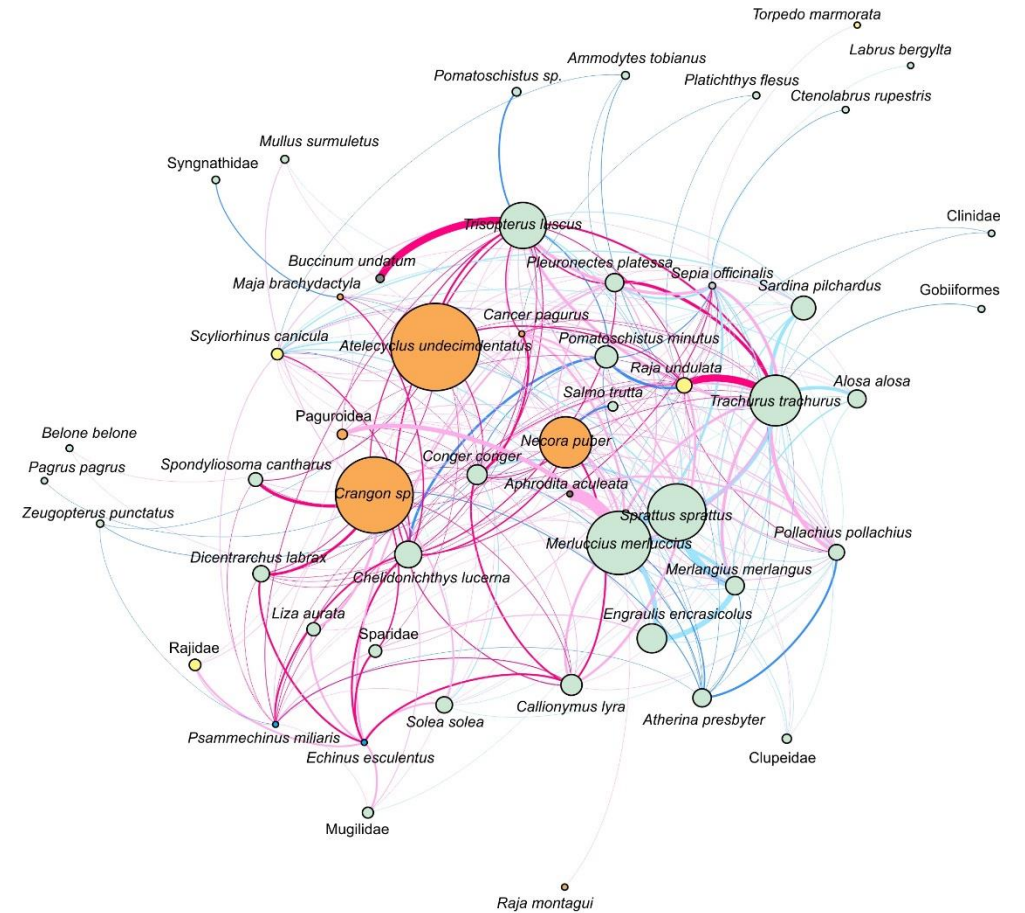 Torpedo marmorata
Labrus bergylta
Ammodytes tobianus
Pomatoschistus sp.
Platichthys flesus
Ctenolabrus rupestris
Mullus surmuletus
Syngnathidae
Clinidae
Trisopterus luscus
Buccinum undatum
Pleuronectes platessa
Sepia officinalis
Maja brachydactyla
Sardina pilchardus
Gobiiformes
Cancer pagurus
Scyliorhinus canicula
Atelecyclus undecimdentatus
Pomatoschistus minutus
Raja undulata
Alosa alosa
Salmo trutta
Trachurus trachurus
Paguroidea
Belone belone
Necora puber
Pagrus pagrus
Spondyliosoma cantharus
Conger conger
Aphrodita aculeata
Crangon sp
Zeugopterus punctatus
Sprattus sprattus
Pollachius pollachius
Merluccius merluccius
Dicentrarchus labrax
Chelidonichthys lucerna
Merlangius merlangus
Liza aurata
Engraulis encrasicolus
Sparidae
Rajidae
Callionymus lyra
Solea solea
Atherina presbyter
Psammechinus miliaris
Echinus esculentus
Clupeidae
Mugilidae
Raja montagui